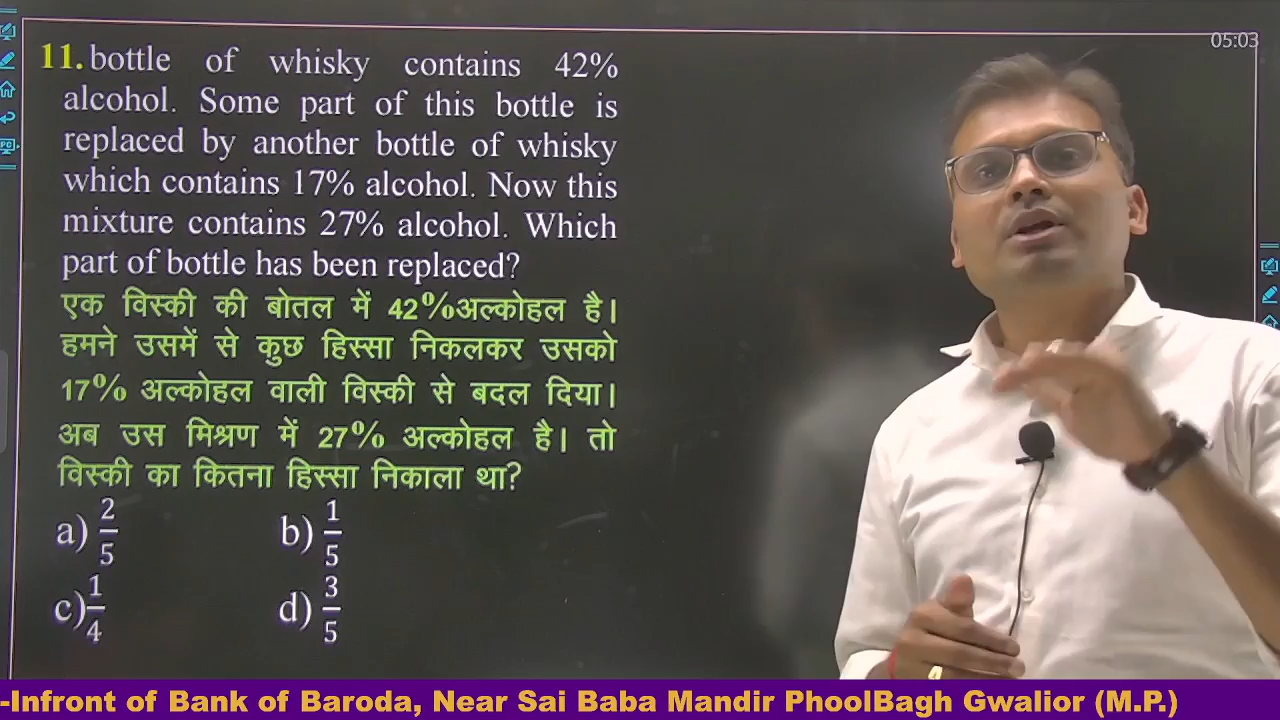 05:03
11. bottle of whisky contains 42%
alcohol. Some part of this bottle is
replaced by another bottle of whisky
which contains 17% alcohol. Now this
mixture contains 27% alcohol. Which
part of bottle has been replaced?
एक विस्की की बोतल में 42%अल्कोहल है।
हमने उसमें से कुछ हिस्सा निकलकर उसको
17% अल्कोहल वाली विस्की से बदल दिया।
अब उस मिश्रण में 27% अल्कोहल है। तो
विस्की का कितना हिस्सा निकाला था?
a) 2/5 b) 1/5
c) 1/4 d) 3/5
-Infront of Bank of Baroda, Near Sai Baba Mandir PhoolBagh Gwalior (M.P.)